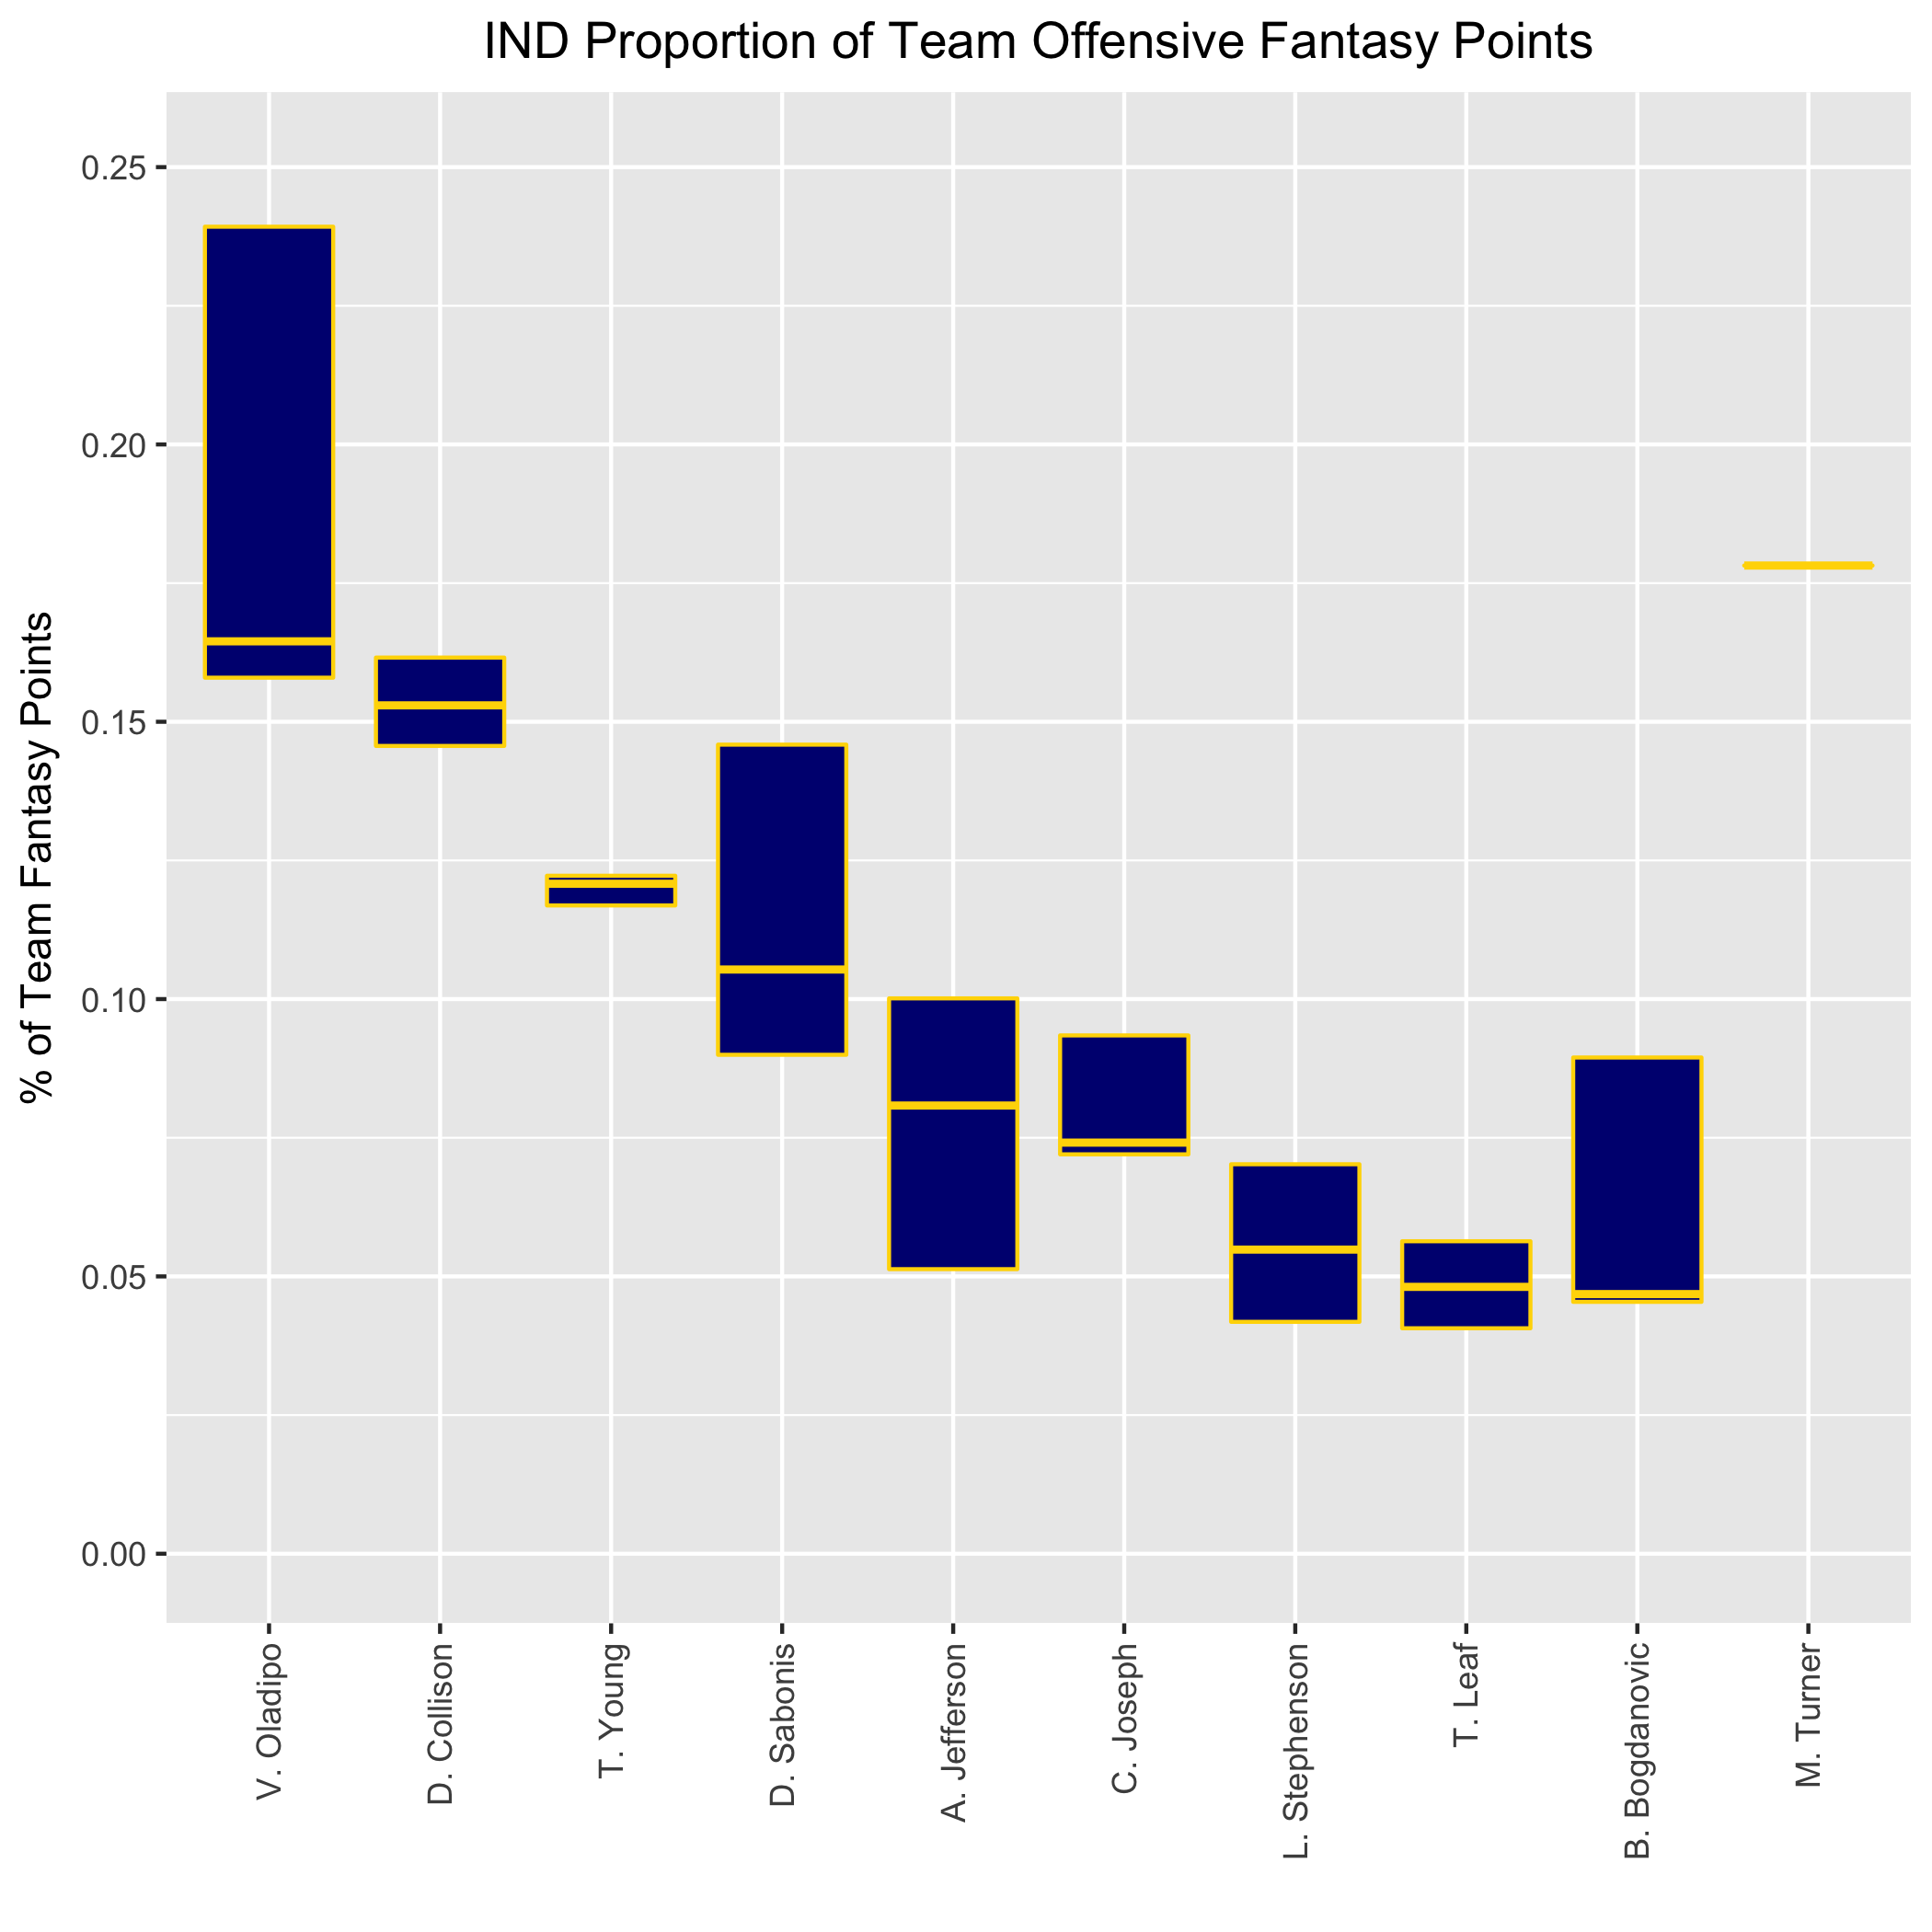 IND Proportion of Team Offensive Fantasy Points
% of Team Fantasy Points
0.25
0.20
0.15
0.10
0.05
0.00
V. Oladipo
D. Collison
T. Young
D. Sabonis
A. Jefferson
C. Joseph
L. Stephenson
T. Leaf
B. Bogdanovic
M. Turner